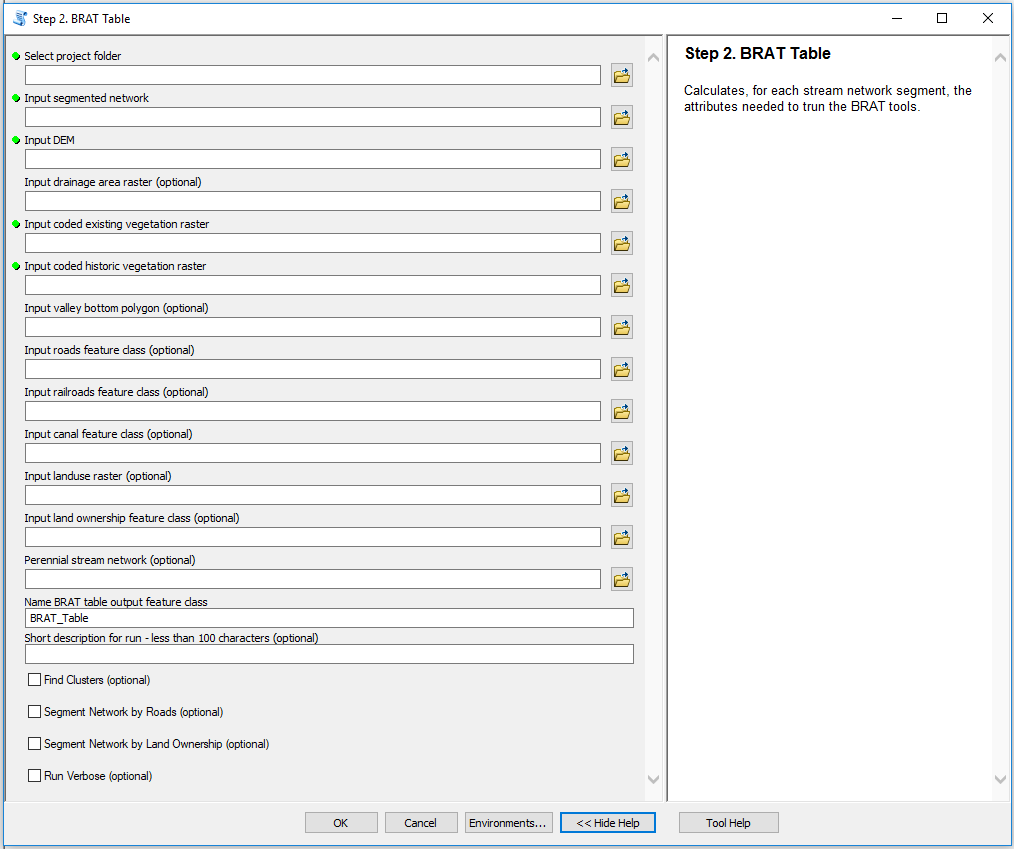 Step 2. BRAT Table
Select project folder
Input segmented network
Input DEM
Input drainage area raster (optional)
Input coded existing vegetation raster
Input coded historic vegetation raster
Input valley bottom polygon (optional)
Input roads feature class (optional)
Input railroads feature class (optional)
Input canal feature class (optional)
Input landuse raster (optional)
Input land ownership feature class (optional)
Perennial stream network (optional)
Name BRAT table output feature class
BRAT_Table
Short description for run - less than 100 characters (optional)
Find Clusters (optional)
Segment Network by Roads (optional)
Segment Network by Land Ownership (optional)
Run Verbose (optional)
Step 2. BRAT Table
Calculates, for each stream network segment, the
attributes needed to trun the BRAT tools.
OK Cancel Environments... << Hide Help Tool Help